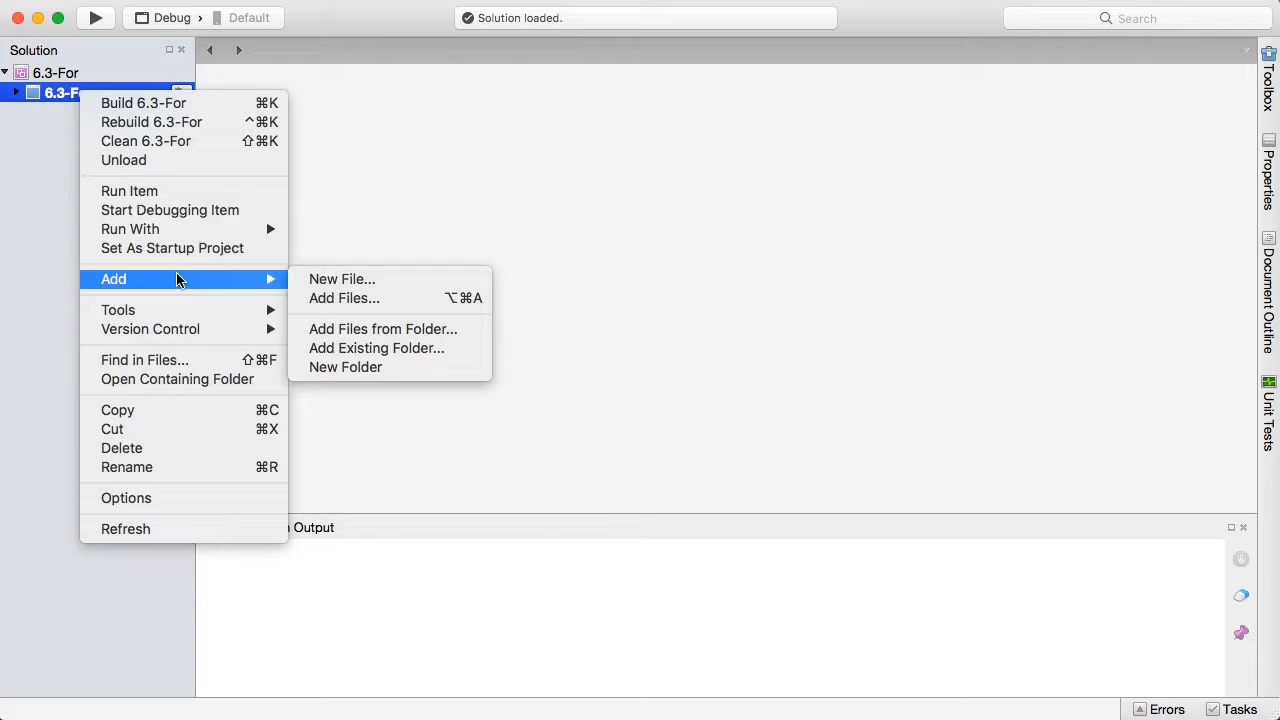 Debug
Default
Solution loaded.
Search
Solution
6.3-For
6.3-F
Build 6.3-For ⌘K
Rebuild 6.3-For ^⌘K
Clean 6.3-For ⇧⌘K
Unload
Run Item
Start Debugging Item
Run With
Set As Startup Project
Add
New File...
Add Files... ⌥⌘A
Add Files from Folder...
Add Existing Folder...
New Folder
Tools
Version Control
Find in Files... ⇧⌘F
Open Containing Folder
Copy ⌘C
Cut ⌘X
Delete
Rename ⌘R
Options
Refresh
Output
Toolbox
Properties
Document Outline
Unit Tests
Errors
Tasks